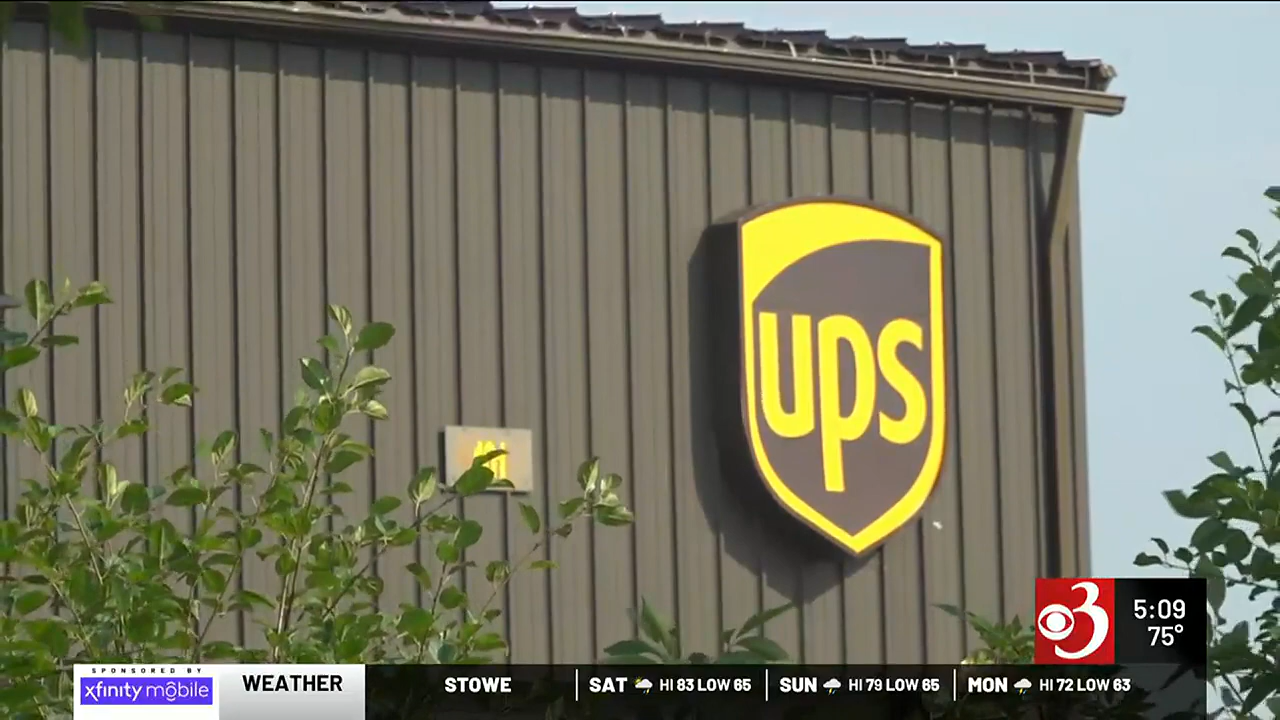 ups
3
5:09
75°
SPONSORED BY
xfinity mobile
WEATHER
STOWE
SAT HI 83 LOW 65
SUN HI 79 LOW 65
MON HI 72 LOW 63